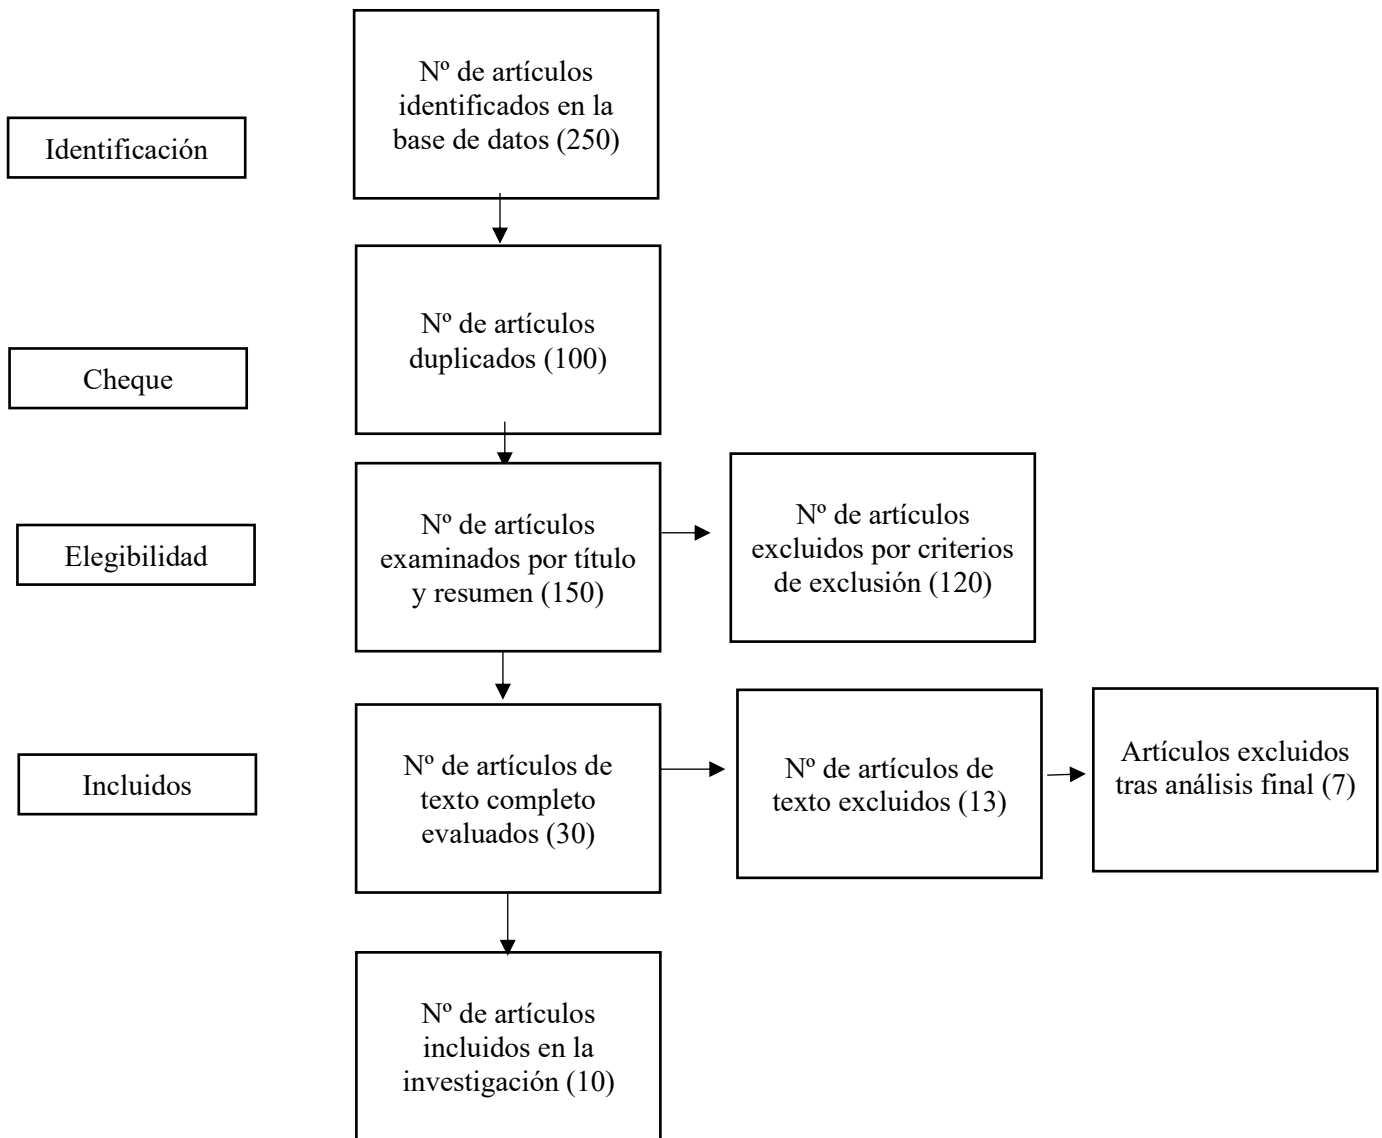 Nº de artículos
identificados en la
base de datos (250)
Identificación
Nº de artículos
duplicados (100)
Cheque
Nº de artículos
examinados por título
y resumen (150)
Nº de artículos
excluidos por criterios
de exclusión (120)
Elegibilidad
Nº de artículos de
texto completo
evaluados (30)
Nº de artículos de
texto excluidos (13)
Artículos excluidos
tras análisis final (7)
Incluidos
Nº de artículos
incluidos en la
investigación (10)